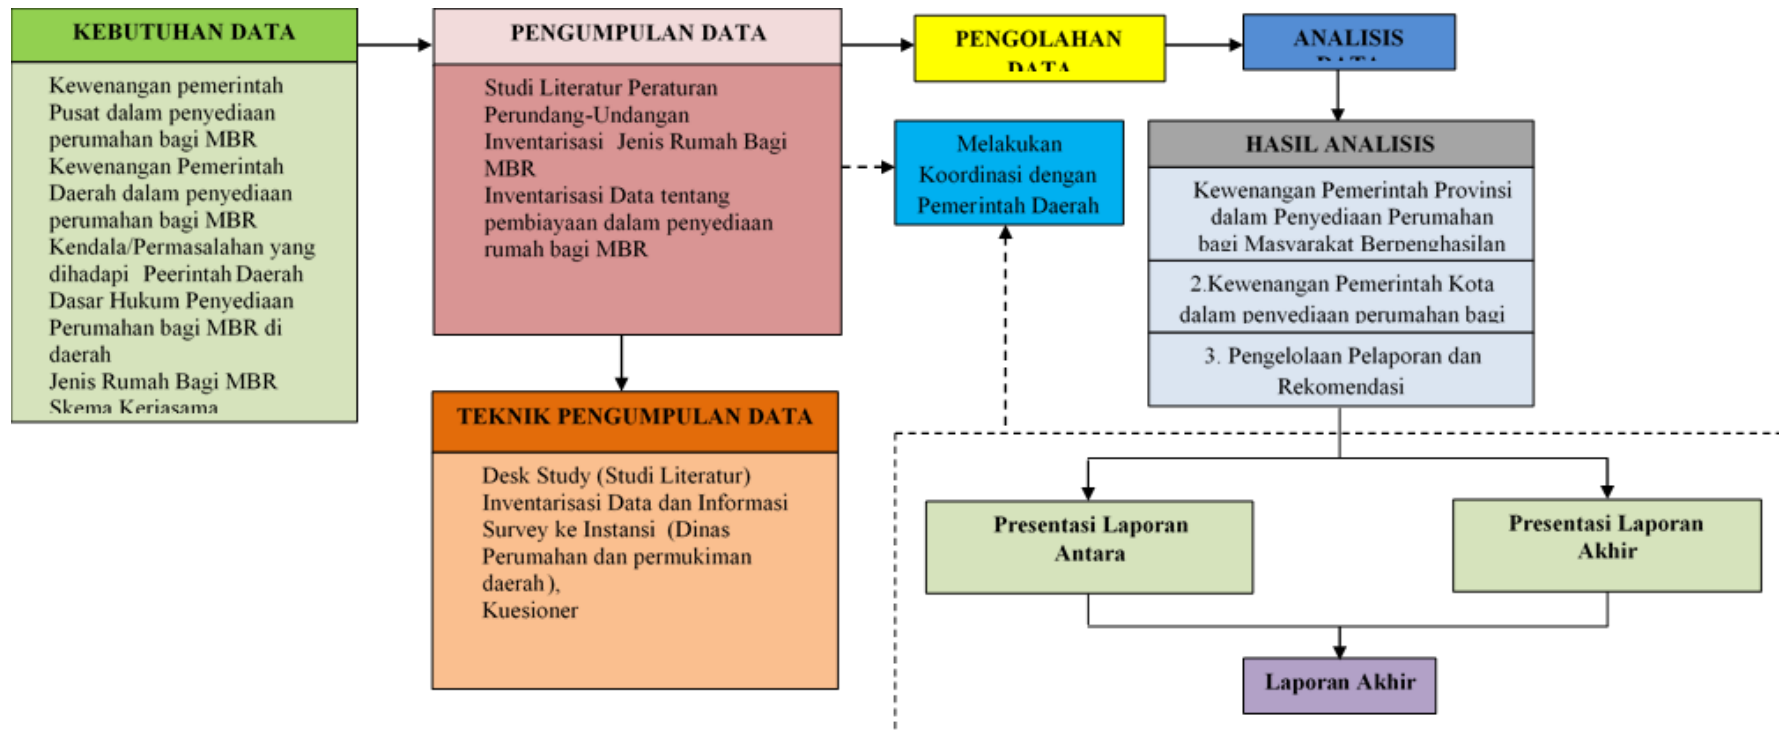 KEBUTUHAN DATA
Kewenangan pemerintah
Pusat dalam penyediaan
perumahan bagi MBR
Kewenangan Pemerintah
Daerah dalam penyediaan
perumahan bagi MBR
Kendala/Permasalahan yang
dihadapi Peerintah Daerah
Dasar Hukum Penyediaan
Perumahan bagi MBR di
daerah
Jenis Rumah Bagi MBR
Skema Kerjasama
PENGUMPULAN DATA
Studi Literatur Peraturan
Perundang-Undangan
Inventarisasi Jenis Rumah Bagi
MBR
Inventarisasi Data tentang
pembiayaan dalam penyediaan
rumah bagi MBR
TEKNIK PENGUMPULAN DATA
Desk Study (Studi Literatur)
Inventarisasi Data dan Informasi
Survey ke Instansi (Dinas
Perumahan dan permukiman
daerah),
Kuesioner
PENGOLAHAN
DATA
ANALISIS
DATA
Melakukan
Koordinasi dengan
Pemerintah Daerah
HASIL ANALISIS
Kewenangan Pemerintah Provinsi
dalam Penyediaan Perumahan
bagi Masyarakat Berpenghasilan
2.Kewenangan Pemerintah Kota
dalam penyediaan perumahan bagi
3. Pengelolaan Pelaporan dan
Rekomendasi
Presentasi Laporan
Antara
Presentasi Laporan
Akhir
Laporan Akhir